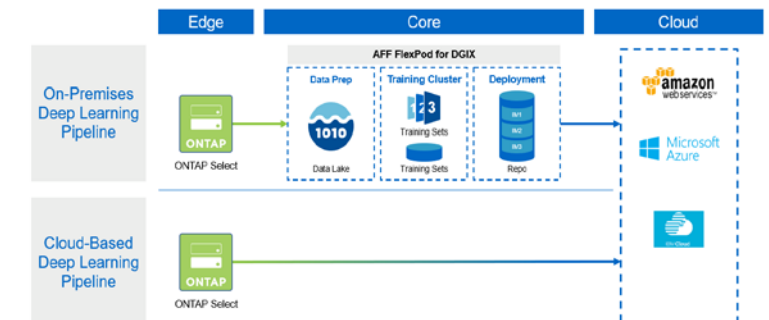 Edge
Core
Cloud
AFF FlexPod for DGIX
On-Premises
Deep Learning
Pipeline
ONTAP
ONTAP Select
Data Prep
1010
Data Lake
Training Cluster
1 2 3
Training Sets
Training Sets
Deployment
Repo
amazon
webservices™
Microsoft
Azure
Cloud-Based
Deep Learning
Pipeline
ONTAP
ONTAP Select